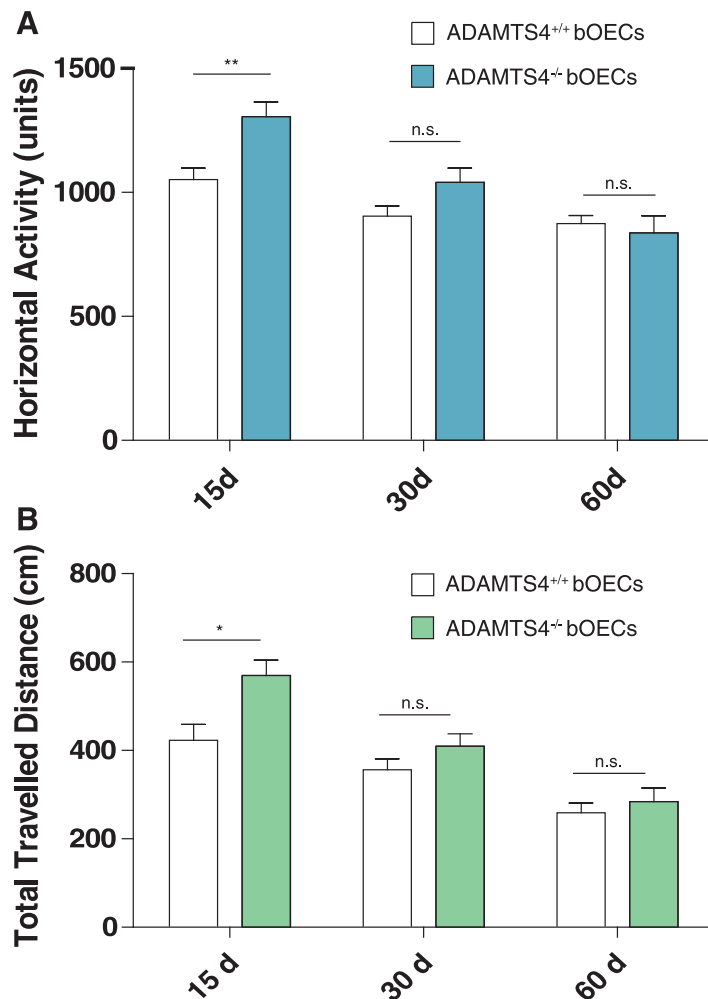 A
ADAMTS4+/+ bOECs
ADAMTS4-/- bOECs
Horizontal Activity (units)
1500
1000
500
0
**
n.s.
n.s.
15d
30d
60d
B
ADAMTS4+/+ bOECs
ADAMTS4-/- bOECs
Total Travelled Distance (cm)
800
600
400
200
0
*
n.s.
n.s.
15 d
30 d
60 d